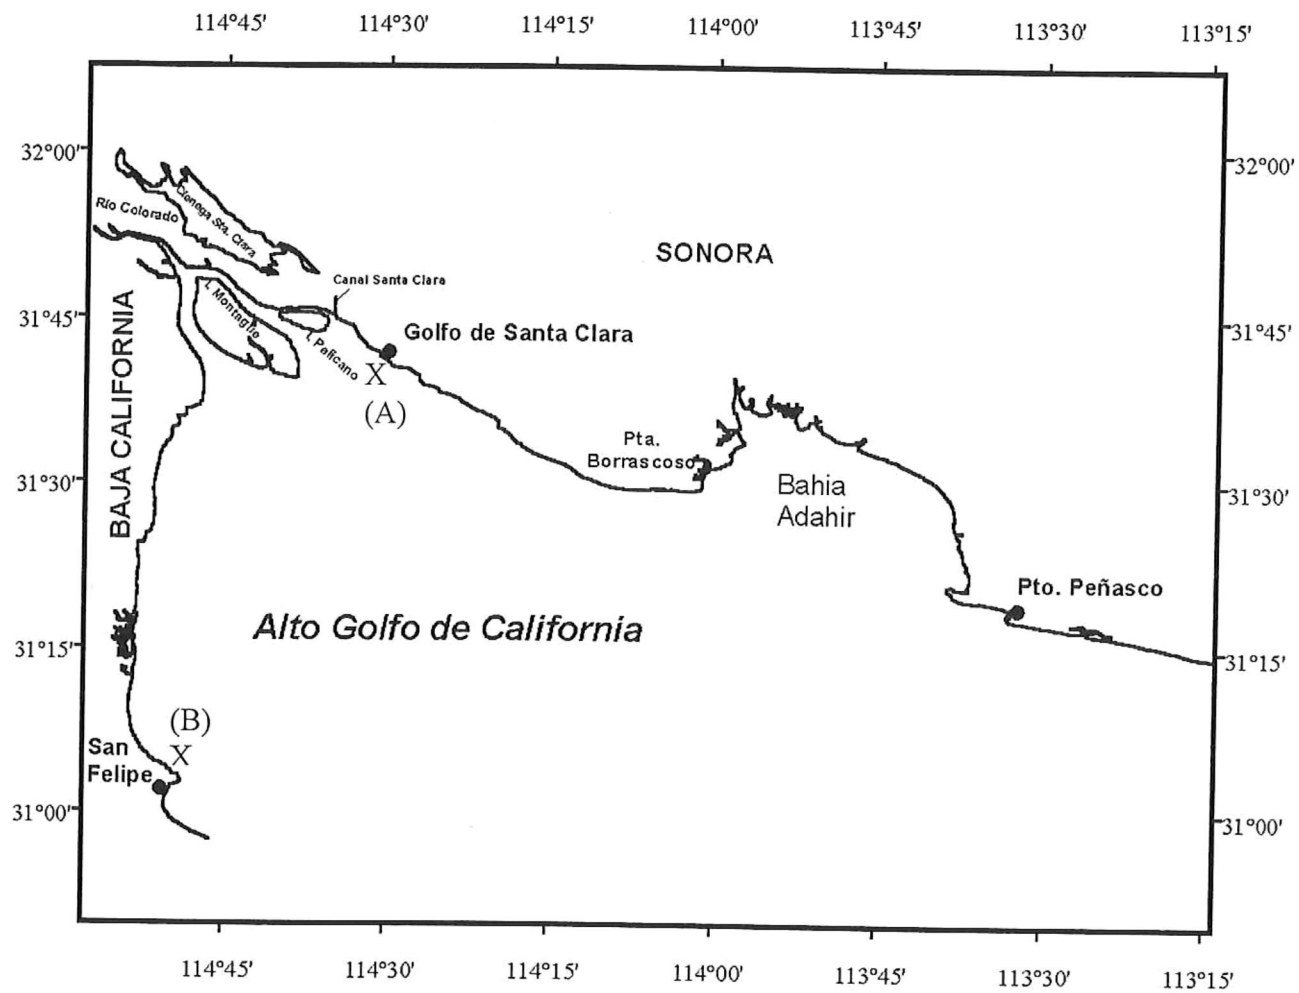 114°45'
114°30'
114°15'
114°00'
113°45'
113°30'
113°15'
32°00'
32°00'
Cienega Sta. Clara
Río Colorado
SONORA
Canal Santa Clara
I. Montague
31°45'
31°45'
Golfo de Santa Clara
I. Pelicano
X
(A)
BAJA CALIFORNIA
Pta.
Borrascoso
31°30'
31°30'
Bahia
Adahir
Pto. Peñasco
Alto Golfo de California
31°15'
31°15'
(B)
X
San
Felipe
31°00'
31°00'
114°45'
114°30'
114°15'
114°00'
113°45'
113°30'
113°15'